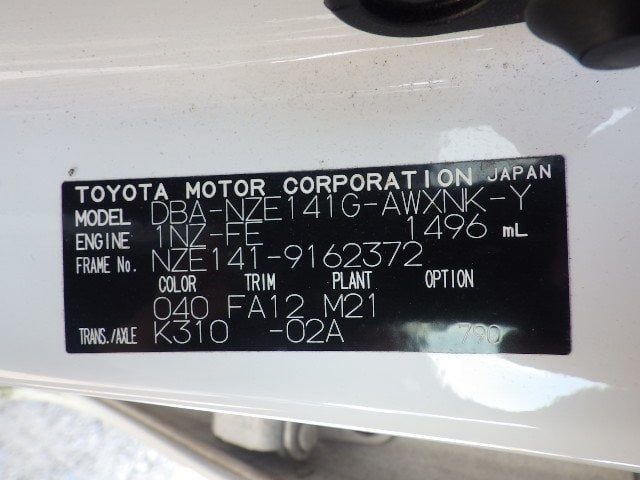 TOYOTA MOTOR CORPORATION JAPAN
MODEL DBA-NZE141G-AWXNK-Y
ENGINE 1NZ-FE 1496 mL
FRAME No. NZE141-9162372
COLOR TRIM PLANT OPTION
040 FA12 M21
TRANS./AXLE K310 -02A 790